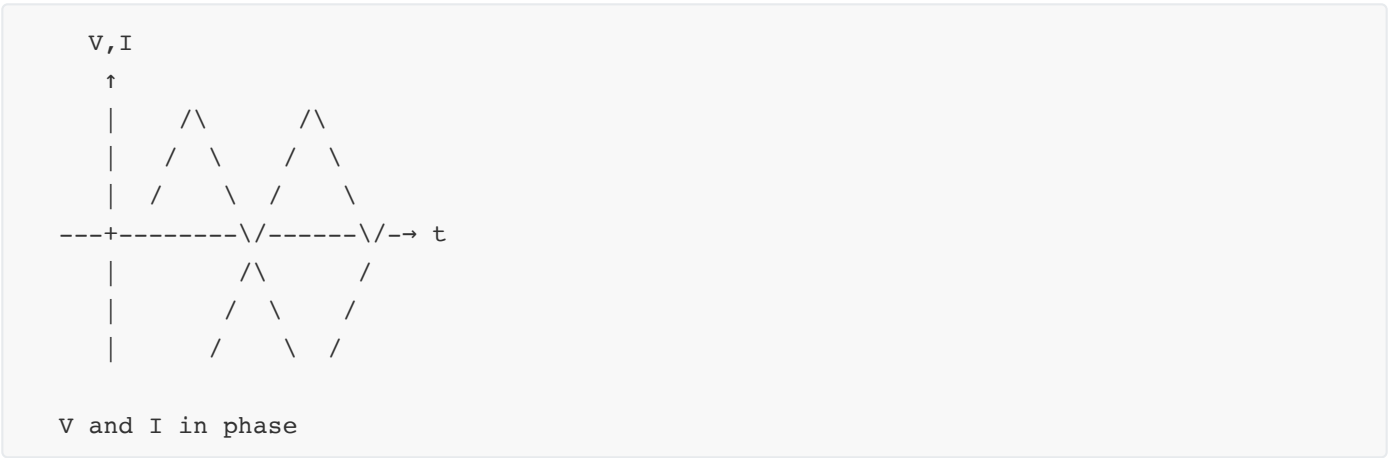 V,I
↑
|    /\      /\
|   /  \    /  \
|  /    \  /    \
---+--------\/------\/-→ t
|        /\      /
|       /  \    /
|      /    \  /
V and I in phase